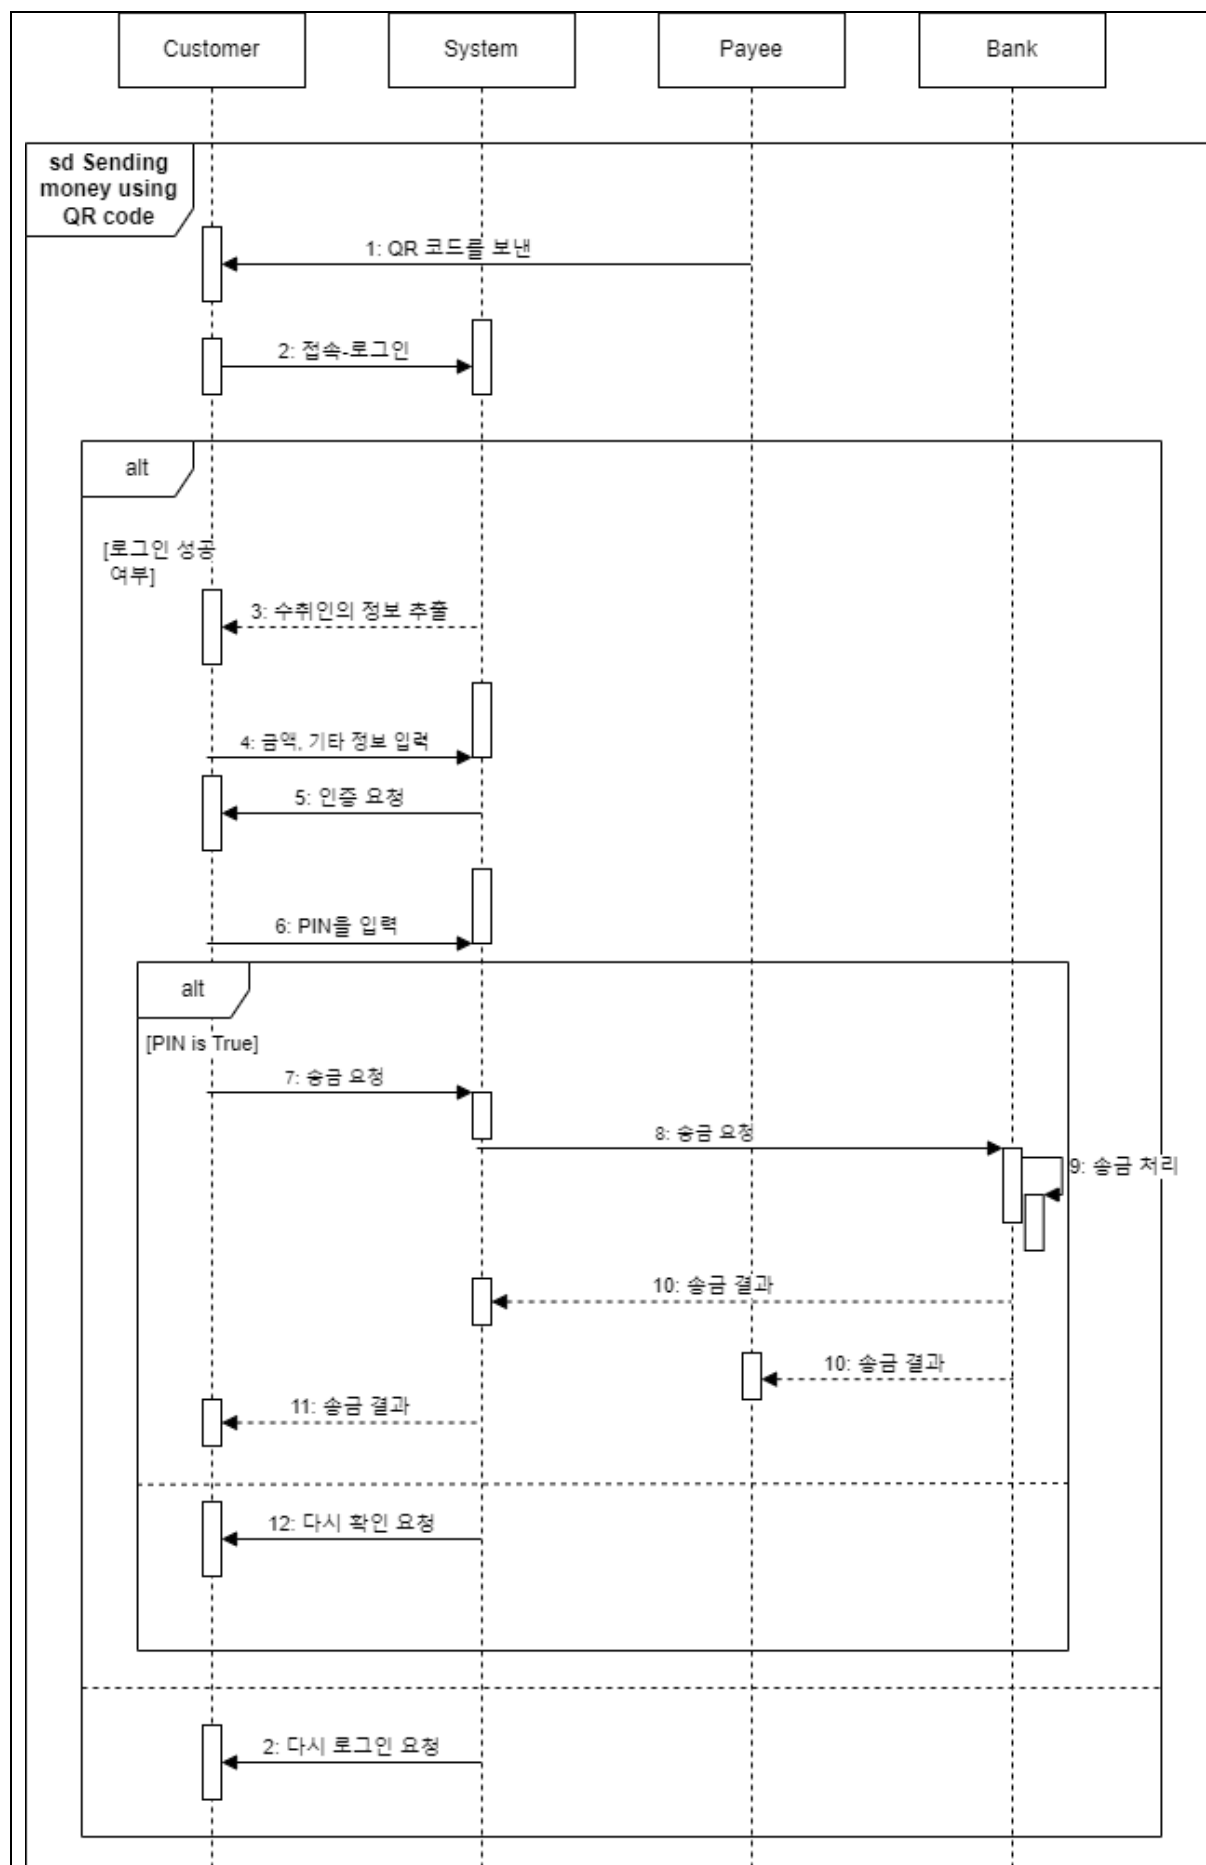 Customer
System
Payee
Bank
sd Sending
money using
QR code
1: QR 코드를 보낸
2: 접속-로그인
alt
[로그인 성공
여부]
3: 수취인의 정보 추출
4: 금액, 기타 정보 입력
5: 인증 요청
6: PIN을 입력
alt
[PIN is True]
7: 송금 요청
8: 송금 요청
9: 송금 처리
10: 송금 결과
10: 송금 결과
11: 송금 결과
12: 다시 확인 요청
2: 다시 로그인 요청